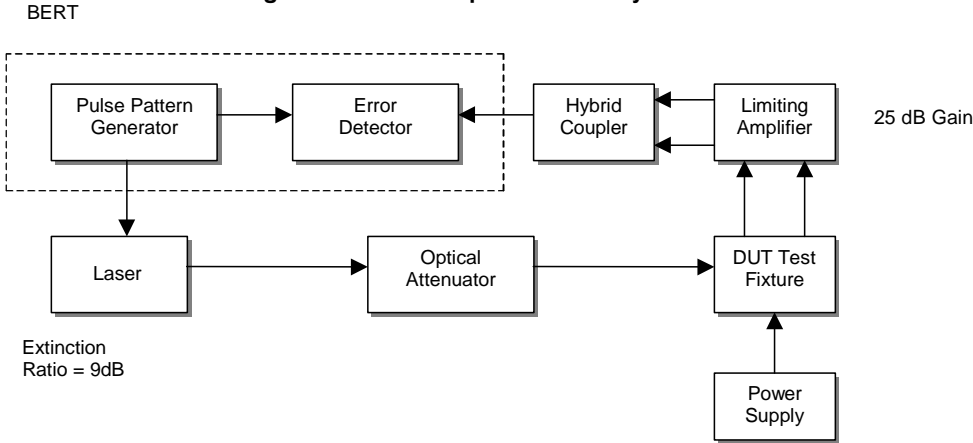 BERT
Pulse Pattern
Generator
Error
Detector
Hybrid
Coupler
Limiting
Amplifier
25 dB Gain
Laser
Optical
Attenuator
DUT Test
Fixture
Extinction
Ratio = 9dB
Power
Supply